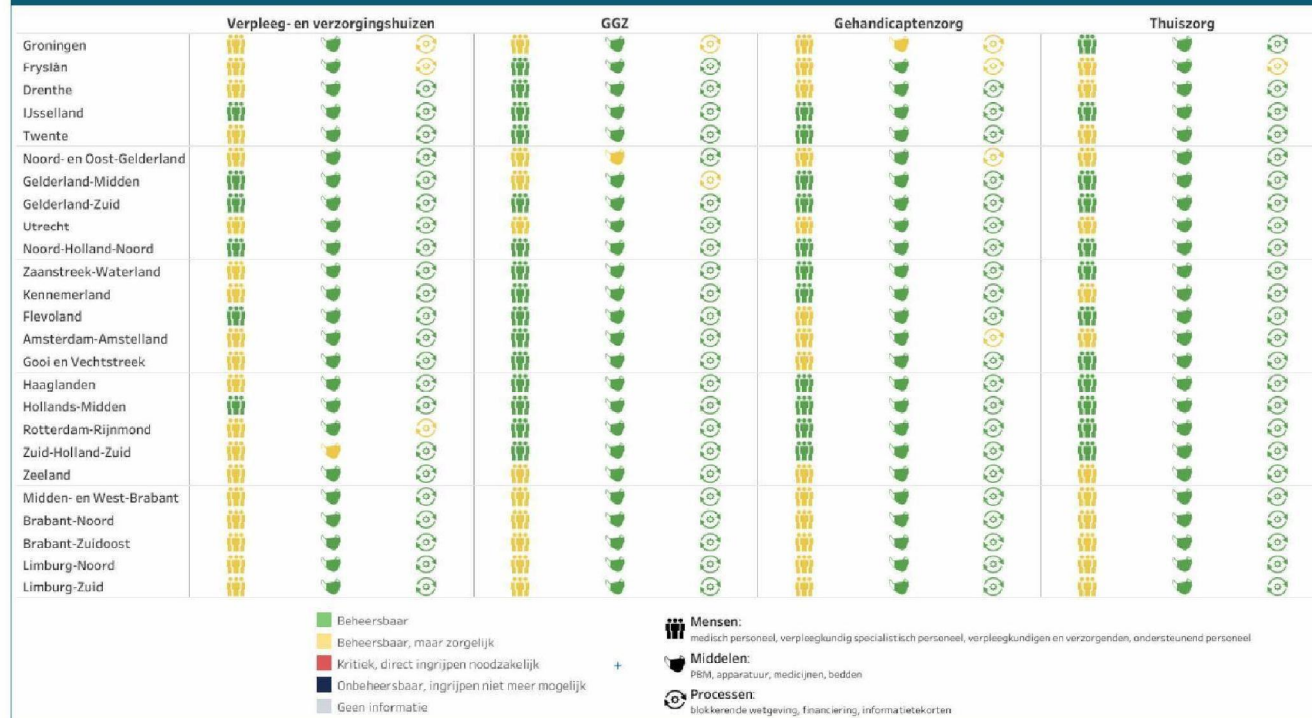 Verpleeg- en verzorgingshuizen GGZ Gehandicaptenzorg Thuiszorg
Groningen
Fryslân
Drenthe
IJsselland
Twente
Noord- en Oost-Gelderland
Gelderland-Midden
Gelderland-Zuid
Utrecht
Noord-Holland-Noord
Zaanstreek-Waterland
Kennemerland
Flevoland
Amsterdam-Amstelland
Gooi en Vechtstreek
Haaglanden
Hollands-Midden
Rotterdam-Rijnmond
Zuid-Holland-Zuid
Zeeland
Midden- en West-Brabant
Brabant-Noord
Brabant-Zuidoost
Limburg-Noord
Limburg-Zuid
Beheersbaar
Beheersbaar, maar zorgelijk
Kritiek, direct ingrijpen noodzakelijk
Onbeheersbaar, ingrijpen niet meer mogelijk
Geen informatie
+
Mensen:
medisch personeel, verpleegkundig specialistisch personeel, verpleegkundigen en verzorgenden, ondersteunend personeel
Middelen:
PBM, apparatuur, medicijnen, bedden
Processen:
blokkerende wetgeving, financiering, informatietekorten